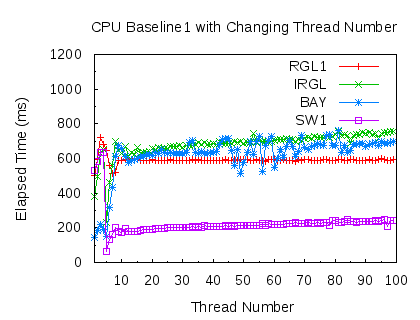 CPU Baseline1 with Changing Thread Number
Elapsed Time (ms)
1200
1000
800
600
400
200
0
RGL1
IRGL
BAY
SW1
10 20 30 40 50 60 70 80 90 100
Thread Number